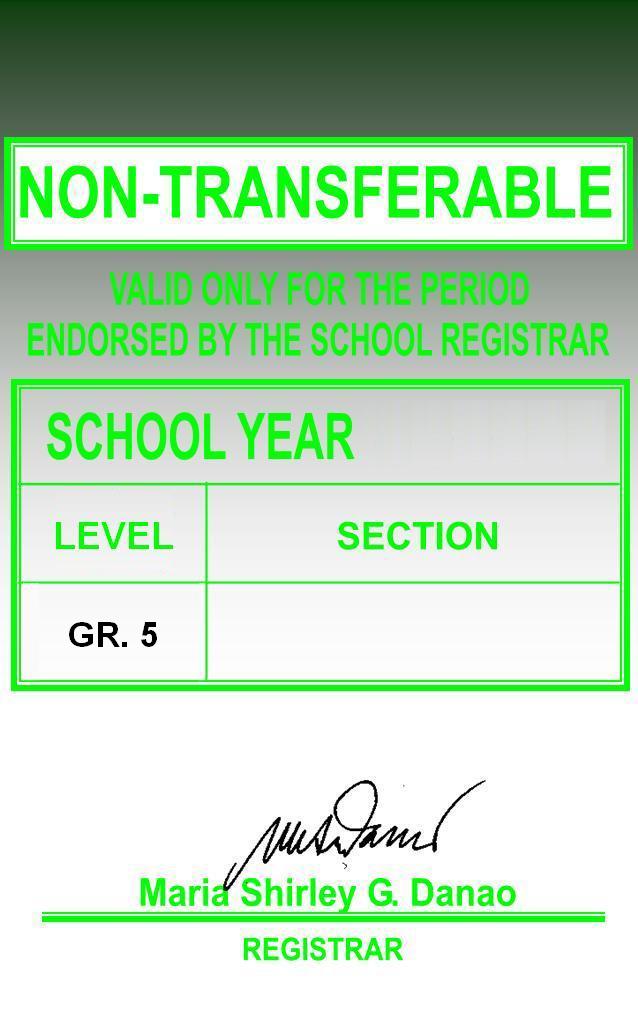 NON-TRANSFERABLE
VALID ONLY FOR THE PERIOD
ENDORSED BY THE SCHOOL REGISTRAR
SCHOOL YEAR
LEVEL SECTION
GR. 5
Maria Shirley G. Danao
REGISTRAR